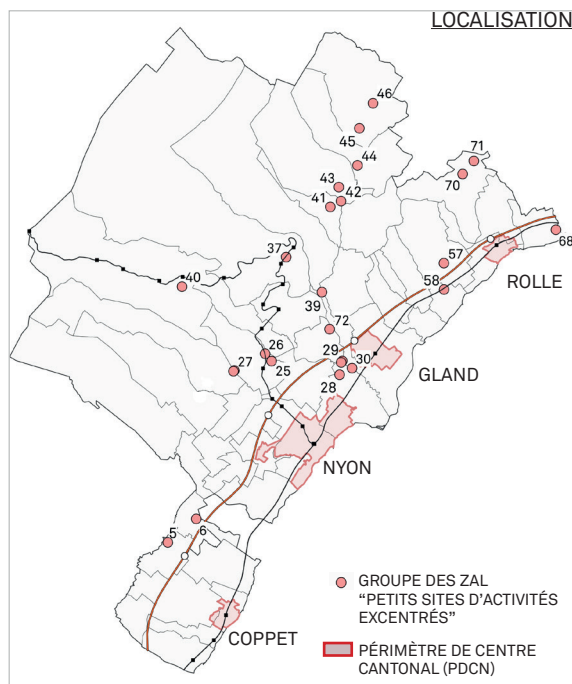 LOCALISATION
46
45
44
71
70
43
42
41
37
57
68
40
58
39
ROLLE
72
26
29
27
25
30
28
GLAND
NYON
5
6
GROUPE DES ZAL
"PETITS SITES D'ACTIVITÉS
EXCENTRÉS"
COPPET
PÉRIMÈTRE DE CENTRE
CANTONAL (PDCN)